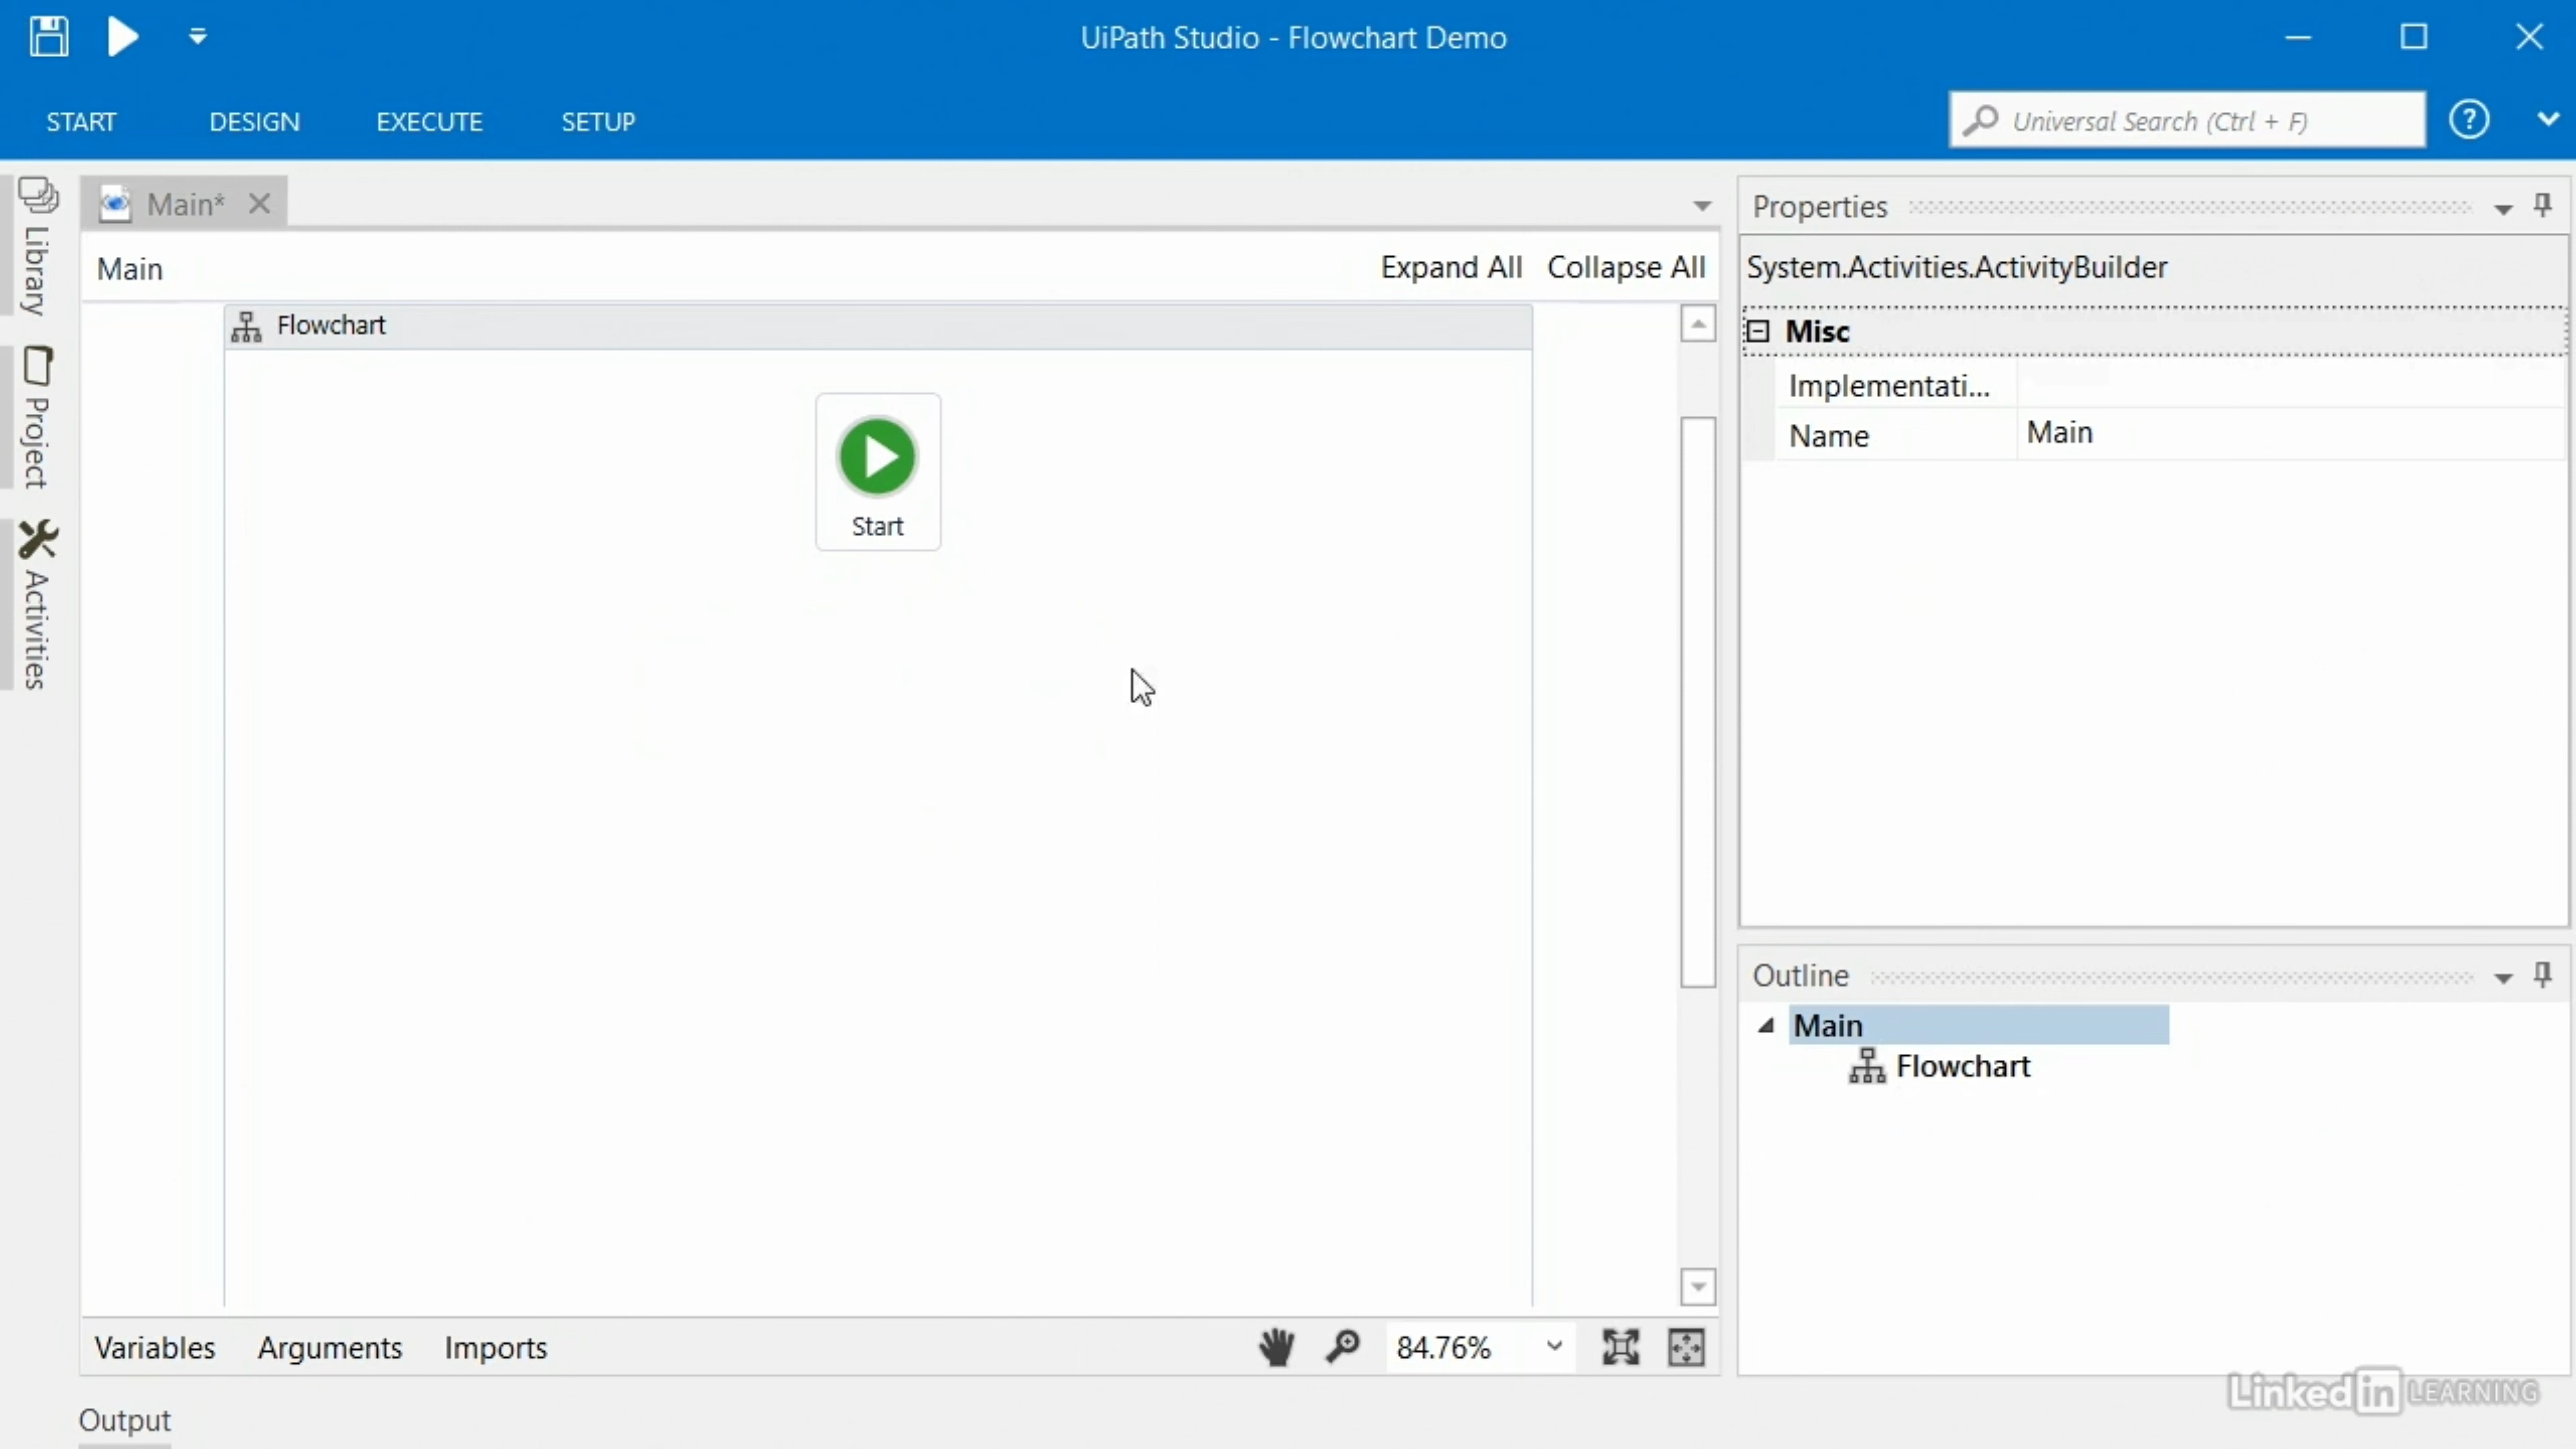 UiPath Studio - Flowchart Demo
START DESIGN EXECUTE SETUP
Universal Search (Ctrl + F)
?
Library
Project
Activities
Main*
Main
Expand All Collapse All
Flowchart
Start
Variables Arguments Imports
84.76%
Output
Properties
System.Activities.ActivityBuilder
Misc
Implementati...
Name Main
Outline
Main
Flowchart
Linked in LEARNING